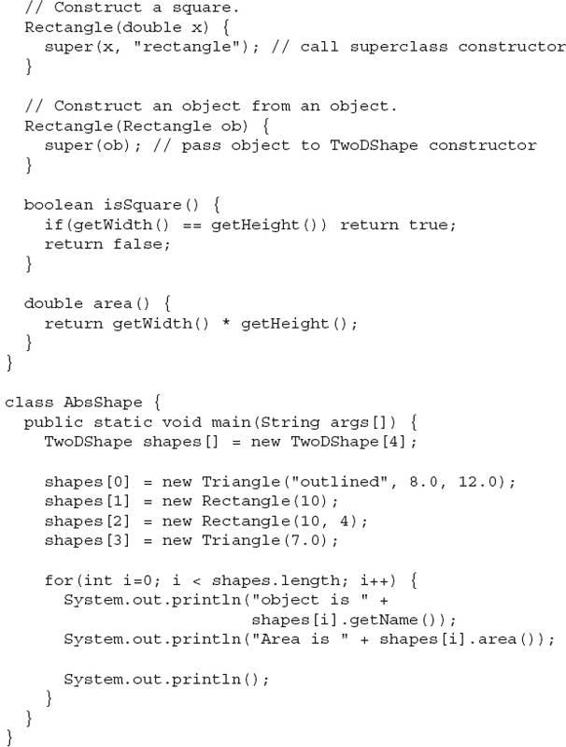 // Construct a square.
Rectangle(double x) {
super(x, "rectangle"); // call superclass constructor
}
// Construct an object from an object.
Rectangle(Rectangle ob) {
super(ob); // pass object to TwoDShape constructor
}
boolean isSquare() {
if(getWidth() == getHeight()) return true;
return false;
}
double area() {
return getWidth() * getHeight();
}
}
class AbsShape {
public static void main(String args[]) {
TwoDShape shapes[] = new TwoDShape[4];
shapes[0] = new Triangle("outlined", 8.0, 12.0);
shapes[1] = new Rectangle(10);
shapes[2] = new Rectangle(10, 4);
shapes[3] = new Triangle(7.0);
for(int i=0; i < shapes.length; i++) {
System.out.println("object is " +
shapes[i].getName());
System.out.println("Area is " + shapes[i].area());
System.out.println();
}
}
}